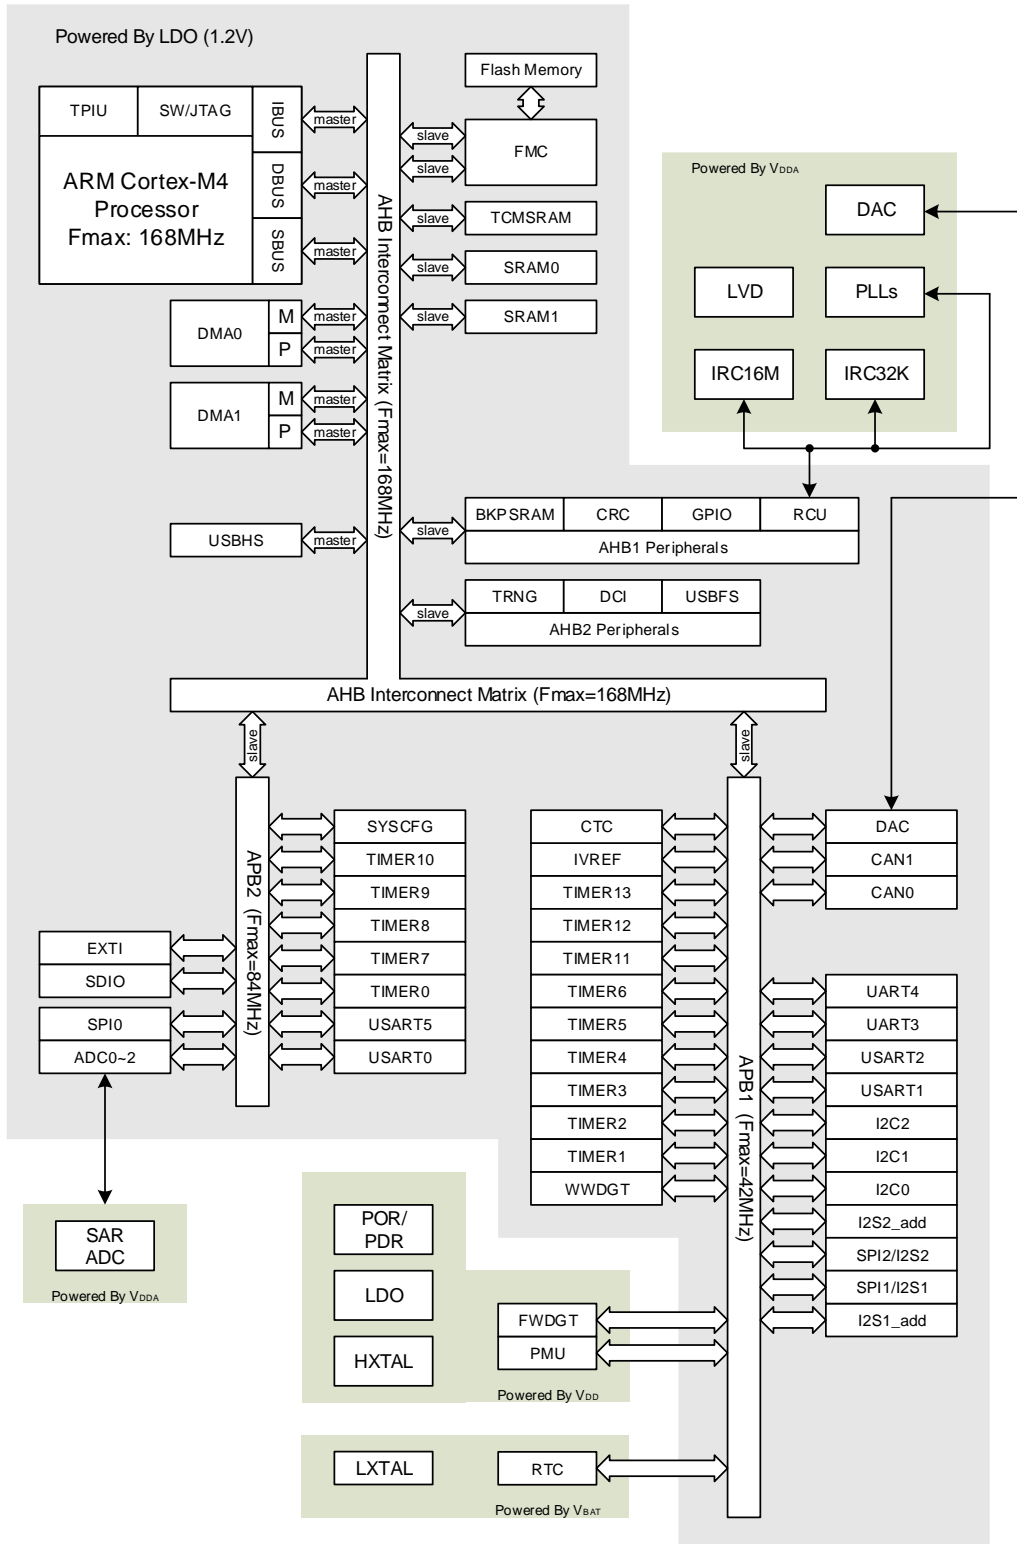 Powered By LDO (1.2V)
TPIU
SW/JTAG
IBUS
ARM Cortex-M4
Processor
Fmax: 168MHz
DBUS
SBUS
master
master
master
DMA0
M
P
master
master
DMA1
M
P
master
master
USBHS
master
AHB Interconnect Matrix (Fmax=168MHz)
Flash Memory
slave
slave
FMC
slave
TCMSRAM
slave
SRAM0
slave
SRAM1
slave
BKPSRAM
CRC
GPIO
RCU
AHB1 Peripherals
slave
TRNG
DCI
USBFS
AHB2 Peripherals
Powered By VDDA
DAC
LVD
PLLs
IRC16M
IRC32K
AHB Interconnect Matrix (Fmax=168MHz)
slave
slave
APB2 (Fmax=84MHz)
SYSCFG
TIMER10
TIMER9
TIMER8
TIMER7
TIMER0
USART5
USART0
EXTI
SDIO
SPI0
ADC0~2
SAR
ADC
Powered By VDDA
APB1 (Fmax=42MHz)
CTC
IVREF
TIMER13
TIMER12
TIMER11
TIMER6
TIMER5
TIMER4
TIMER3
TIMER2
TIMER1
WWDGT
DAC
CAN1
CAN0
UART4
UART3
USART2
USART1
I2C2
I2C1
I2C0
I2S2_add
SPI2/I2S2
SPI1/I2S1
I2S1_add
POR/
PDR
LDO
HXTAL
FWDGT
PMU
Powered By VDD
LXTAL
RTC
Powered By VBAT